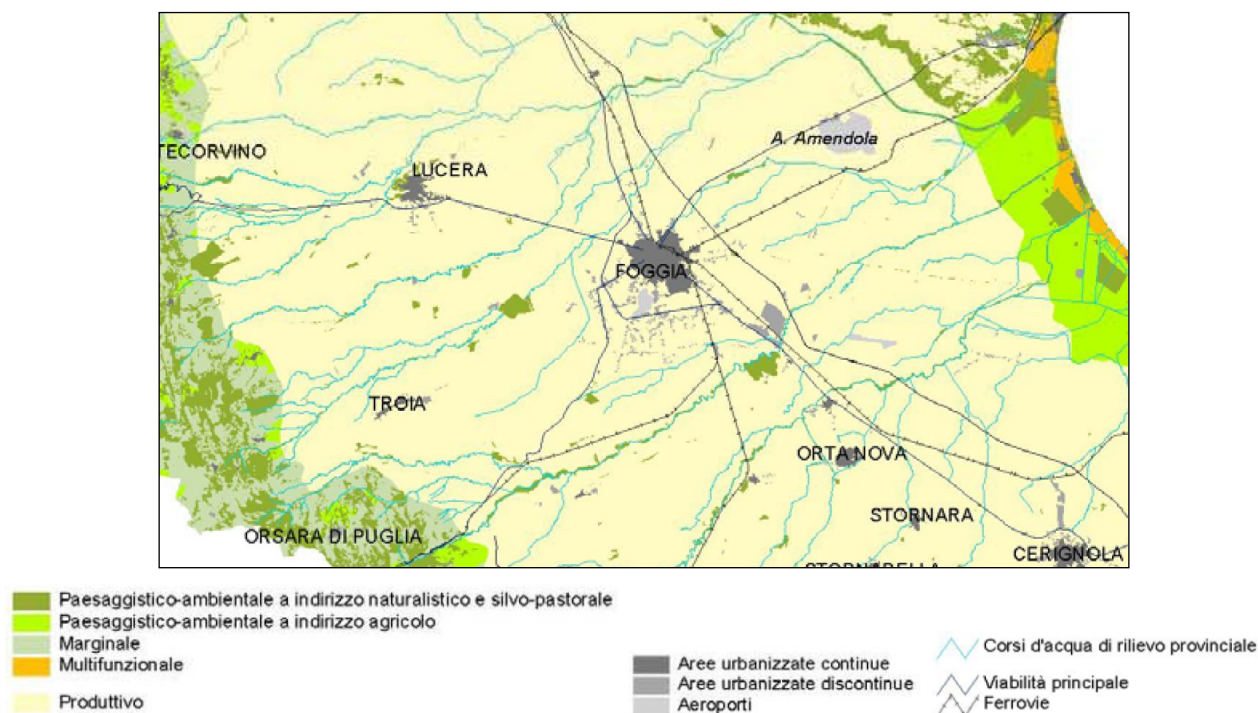 A. Amendola
TECORVINO
LUCERA
FOGGIA
TROIA
ORTA NOVA
STORNARA
ORSARA DI PUGLIA
CERIGNOLA
STORNARELLA
Paesaggistico-ambientale a indirizzo naturalistico e silvo-pastorale
Paesaggistico-ambientale a indirizzo agricolo
Marginale
Multifunzionale
Produttivo
Aree urbanizzate continue
Aree urbanizzate discontinue
Aeroporti
Corsi d'acqua di rilievo provinciale
Viabilità principale
Ferrovie